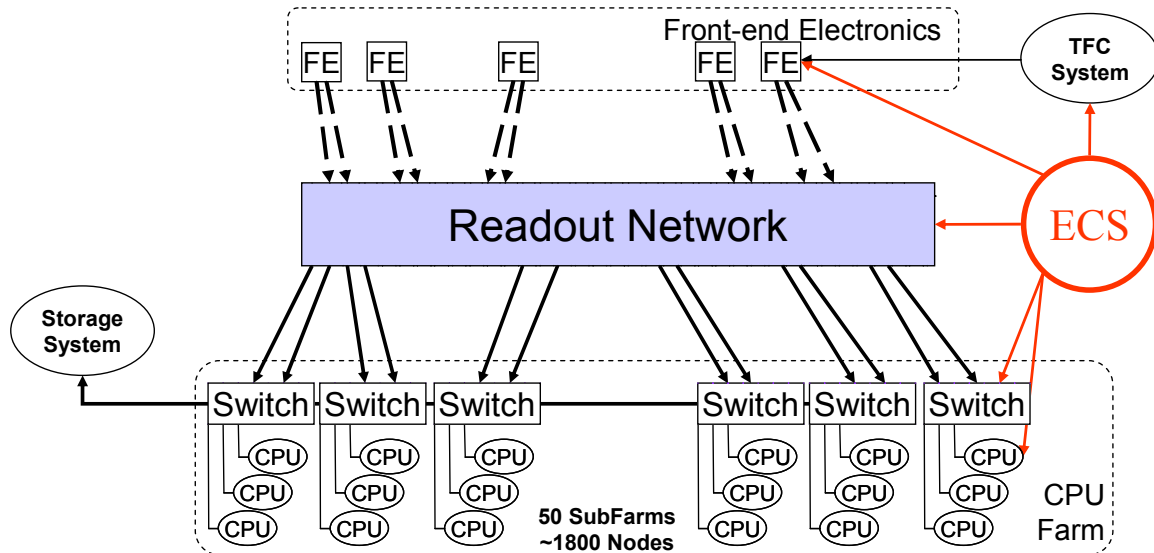 Front-end Electronics
FE FE FE FE FE
TFC
System
Readout Network
ECS
Storage
System
Switch Switch Switch Switch Switch Switch
CPU CPU CPU CPU CPU CPU
CPU CPU CPU CPU CPU CPU
CPU CPU CPU CPU CPU CPU
CPU
Farm
50 SubFarms
~1800 Nodes